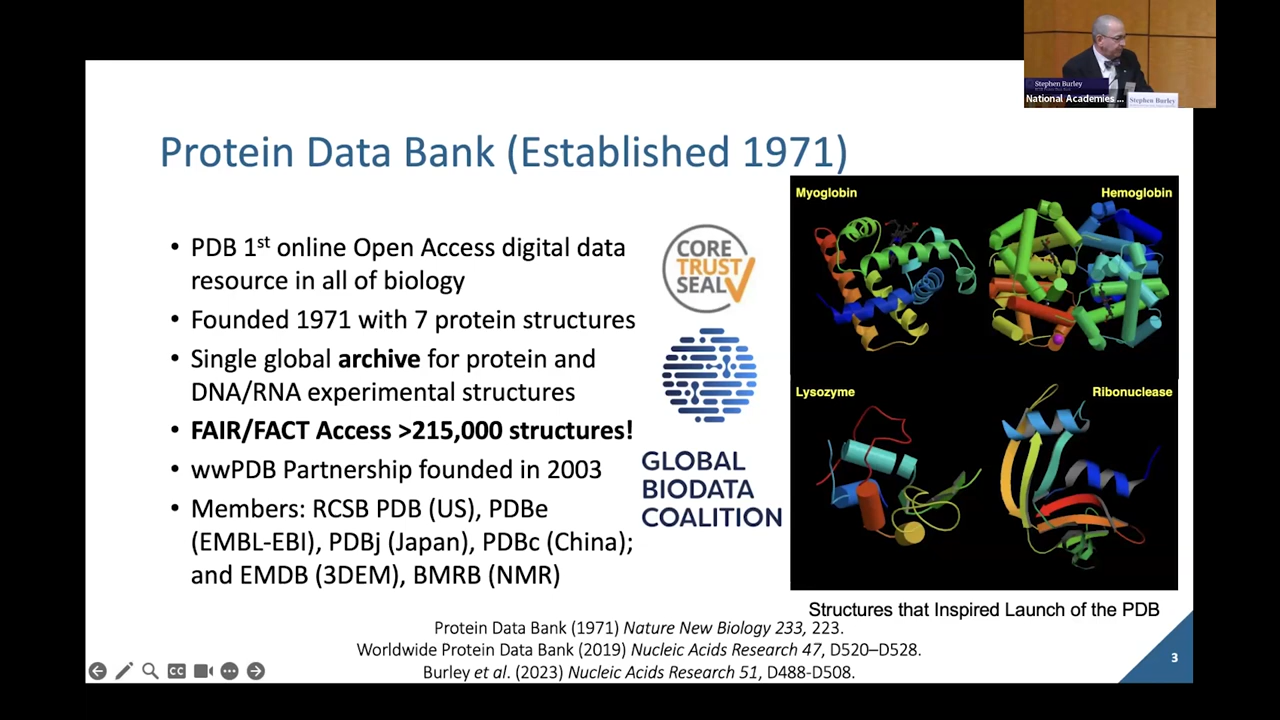 Stephen Burley
National Academies ...
Stephen Burley
Protein Data Bank (Established 1971)
• PDB 1st online Open Access digital data
resource in all of biology
• Founded 1971 with 7 protein structures
• Single global archive for protein and
DNA/RNA experimental structures
• FAIR/FACT Access >215,000 structures!
• wwPDB Partnership founded in 2003
• Members: RCSB PDB (US), PDBe
(EMBL-EBI), PDBj (Japan), PDBc (China);
and EMDB (3DEM), BMRB (NMR)
CORE
TRUST
SEAL
GLOBAL
BIODATA
COALITION
Myoglobin
Hemoglobin
Lysozyme
Ribonuclease
Structures that Inspired Launch of the PDB
Protein Data Bank (1971) Nature New Biology 233, 223.
Worldwide Protein Data Bank (2019) Nucleic Acids Research 47, D520–D528.
Burley et al. (2023) Nucleic Acids Research 51, D488-D508.
CC
3